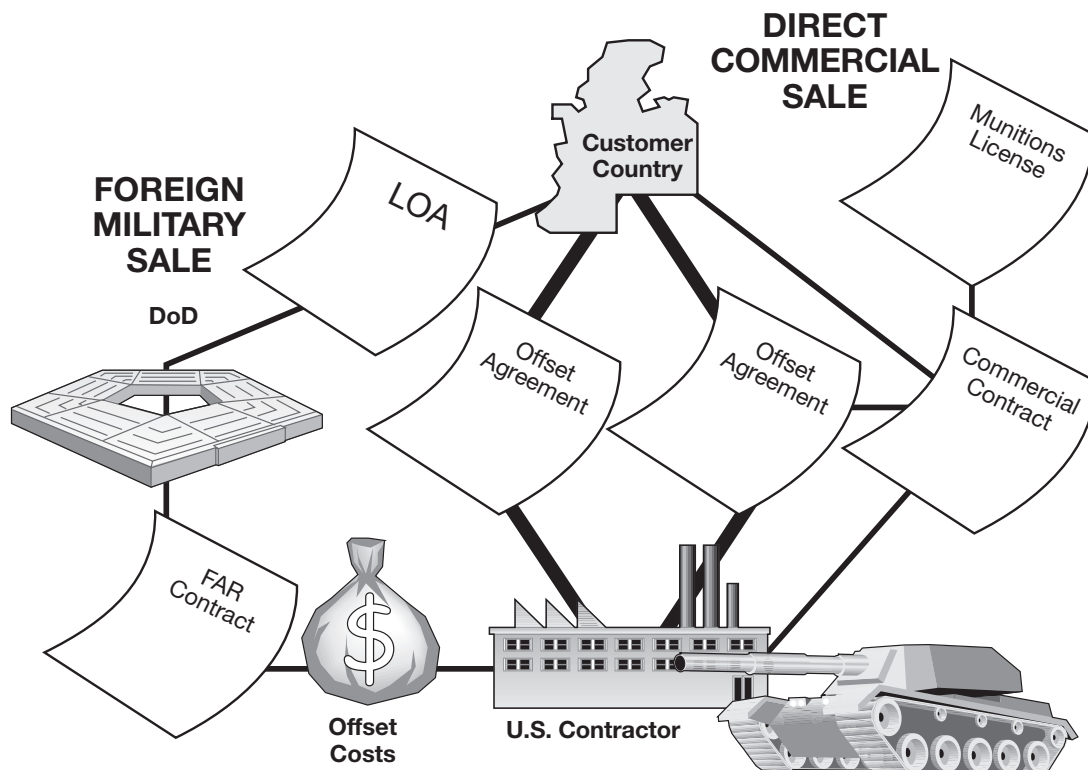 DIRECT
COMMERCIAL
SALE
Customer
Country
Munitions
License
FOREIGN
MILITARY
SALE
LOA
DoD
Offset
Agreement
Offset
Agreement
Commercial
Contract
FAR
Contract
$
Offset
Costs
U.S. Contractor